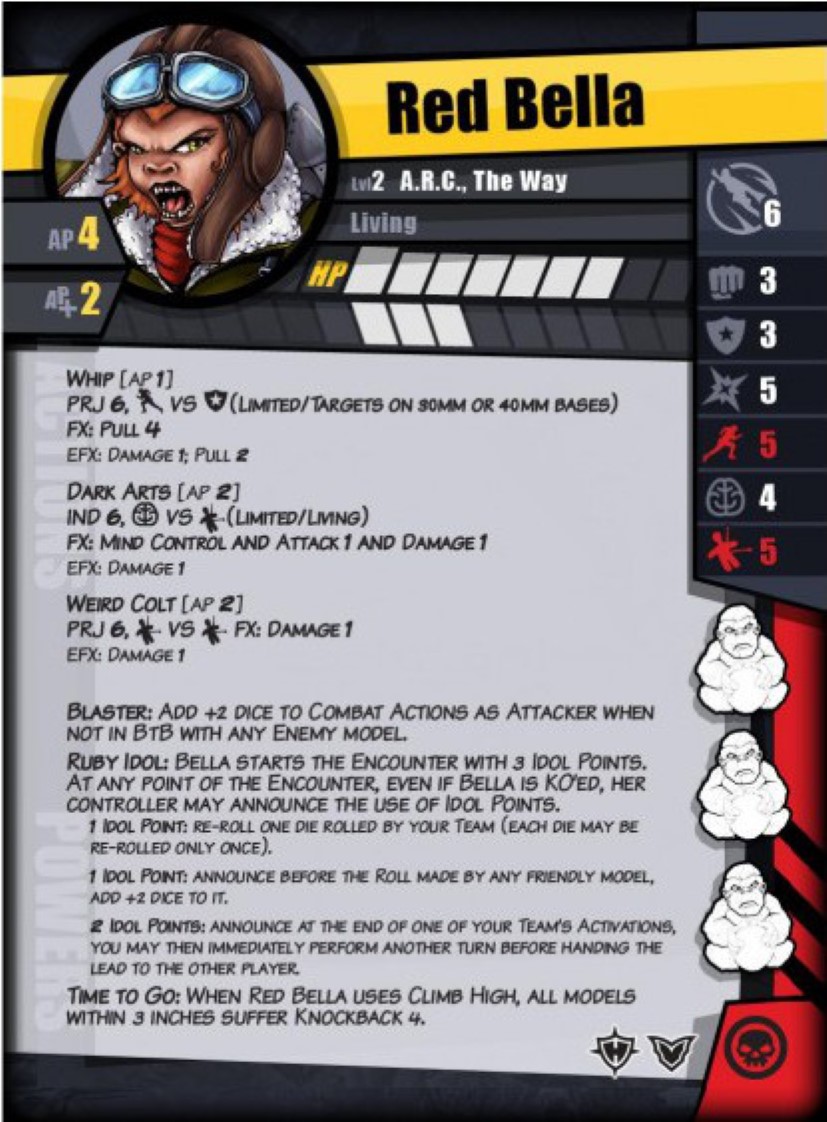 Red Bella
Lvl2 A.R.C., The Way
Living
AP 4
AP+ 2
HP
6
3
3
5
5
4
5
ACTIONS
WHIP [AP 1]
PRJ 6, VS (LIMITED/TARGETS ON 30MM OR 40MM BASES)
FX: PULL 4
EFX: DAMAGE 1; PULL 2
DARK ARTS [AP 2]
IND 6, VS (LIMITED/LIVING)
FX: MIND CONTROL AND ATTACK 1 AND DAMAGE 1
EFX: DAMAGE 1
WEIRD COLT [AP 2]
PRJ 6, VS FX: DAMAGE 1
EFX: DAMAGE 1
POWERS
BLASTER: ADD +2 DICE TO COMBAT ACTIONS AS ATTACKER WHEN
NOT IN BTB WITH ANY ENEMY MODEL.
RUBY IDOL: BELLA STARTS THE ENCOUNTER WITH 3 IDOL POINTS.
AT ANY POINT OF THE ENCOUNTER, EVEN IF BELLA IS KO'ED, HER
CONTROLLER MAY ANNOUNCE THE USE OF IDOL POINTS.
1 IDOL POINT: RE-ROLL ONE DIE ROLLED BY YOUR TEAM (EACH DIE MAY BE
RE-ROLLED ONLY ONCE).
1 IDOL POINT: ANNOUNCE BEFORE THE ROLL MADE BY ANY FRIENDLY MODEL,
ADD +2 DICE TO IT.
2 IDOL POINTS: ANNOUNCE AT THE END OF ONE OF YOUR TEAM'S ACTIVATIONS,
YOU MAY THEN IMMEDIATELY PERFORM ANOTHER TURN BEFORE HANDING THE
LEAD TO THE OTHER PLAYER.
TIME TO GO: WHEN RED BELLA USES CLIMB HIGH, ALL MODELS
WITHIN 3 INCHES SUFFER KNOCKBACK 4.